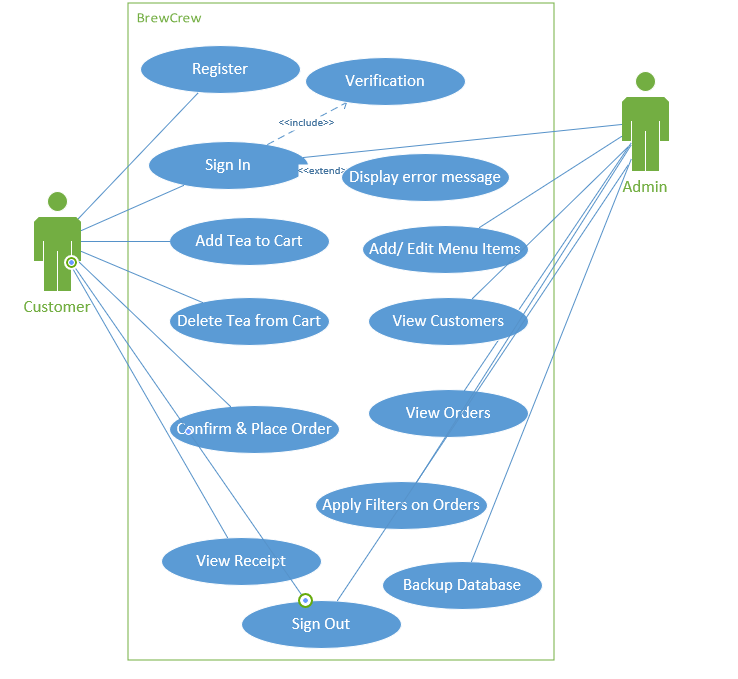 BrewCrew
Register
Verification
<<include>>
Sign In
<<extend>
Display error message
Admin
Add Tea to Cart
Add/ Edit Menu Items
Customer
Delete Tea from Cart
View Customers
View Orders
Confirm & Place Order
Apply Filters on Orders
View Receipt
Backup Database
Sign Out